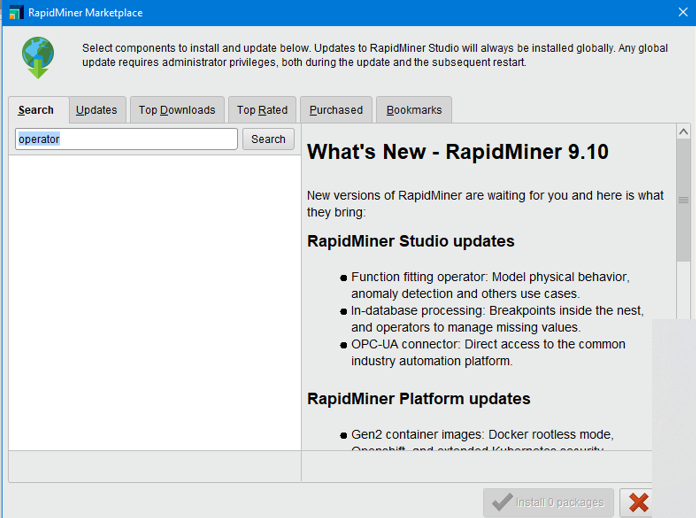 RapidMiner Marketplace
Select components to install and update below. Updates to RapidMiner Studio will always be installed globally. Any global
update requires administrator privileges, both during the update and the subsequent restart.
Search Updates Top Downloads Top Rated Purchased Bookmarks
operator Search
What's New - RapidMiner 9.10
New versions of RapidMiner are waiting for you and here is what
they bring:
RapidMiner Studio updates
● Function fitting operator: Model physical behavior,
anomaly detection and others use cases.
● In-database processing: Breakpoints inside the nest,
and operators to manage missing values.
● OPC-UA connector: Direct access to the common
industry automation platform.
RapidMiner Platform updates
● Gen2 container images: Docker rootless mode,
Openshift, and extended Kubernetes security
Install 0 packages